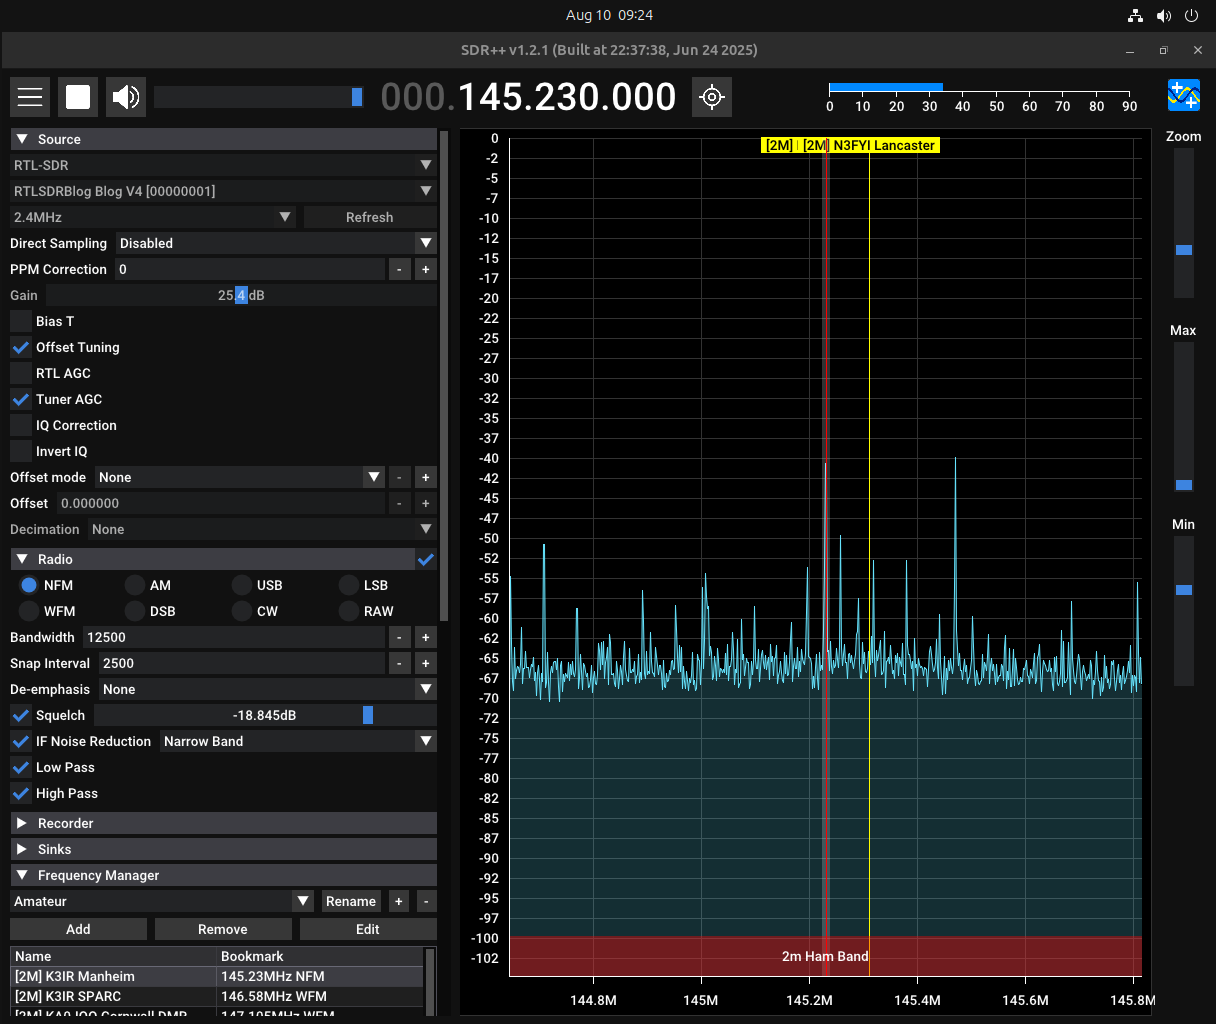 Aug 10 09:24
SDR++ v1.2.1 (Built at 22:37:38, Jun 24 2025)
000.145.230.000
0 10 20 30 40 50 60 70 80 90
Source
RTL-SDR
RTLSDRBlog Blog V4 [00000001]
2.4MHz Refresh
Direct Sampling Disabled
PPM Correction 0 - +
Gain 25.4 dB
Bias T
Offset Tuning
RTL AGC
Tuner AGC
IQ Correction
Invert IQ
Offset mode None - +
Offset 0.000000 - +
Decimation None
Radio
NFM AM USB LSB
WFM DSB CW RAW
Bandwidth 12500 - +
Snap Interval 2500 - +
De-emphasis None
Squelch -18.845dB
IF Noise Reduction Narrow Band
Low Pass
High Pass
Recorder
Sinks
Frequency Manager
Amateur Rename + -
Add Remove Edit
Name Bookmark
[2M] K3IR Manheim 145.23MHz NFM
[2M] K3IR SPARC 146.58MHz WFM
[2M] KA0JQO Cornwall DMR 147.105MHz WFM
[2M] [2M] N3FYI Lancaster
0
-2
-5
-7
-10
-12
-15
-17
-20
-22
-25
-27
-30
-32
-35
-37
-40
-42
-45
-47
-50
-52
-55
-57
-60
-62
-65
-67
-70
-72
-75
-77
-80
-82
-85
-87
-90
-92
-95
-97
-100
-102
2m Ham Band
144.8M 145M 145.2M 145.4M 145.6M 145.8M
Zoom
Max
Min